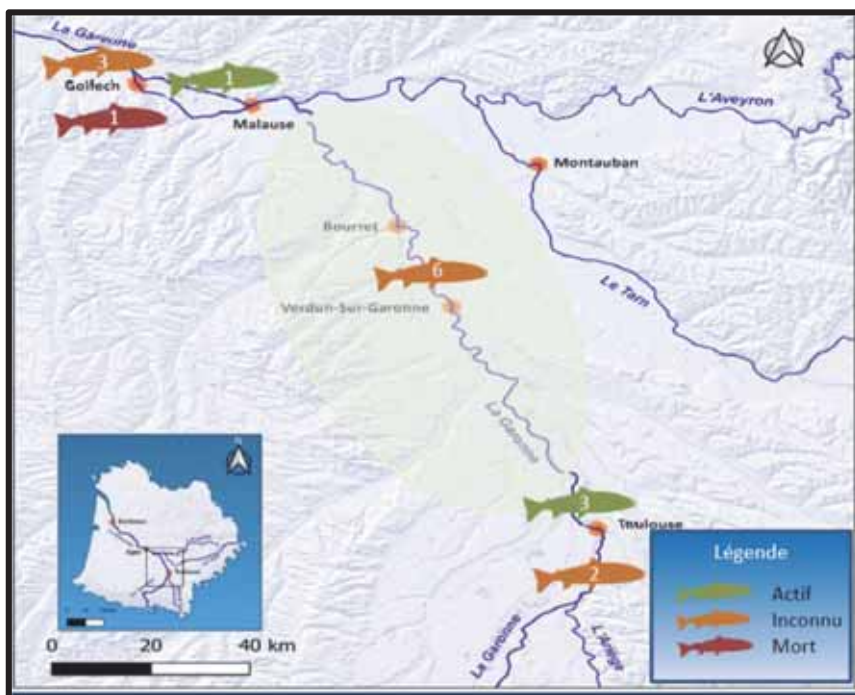 La Garonne
3
1
Golfech
1
Malause
L'Aveyron
Montauban
Bourret
6
Verdun-Sur-Garonne
Le Tarn
La Garonne
3
Toulouse
2
La Garonne
L'Ariège
0 20 40 km
Légende
Actif
Inconnu
Mort